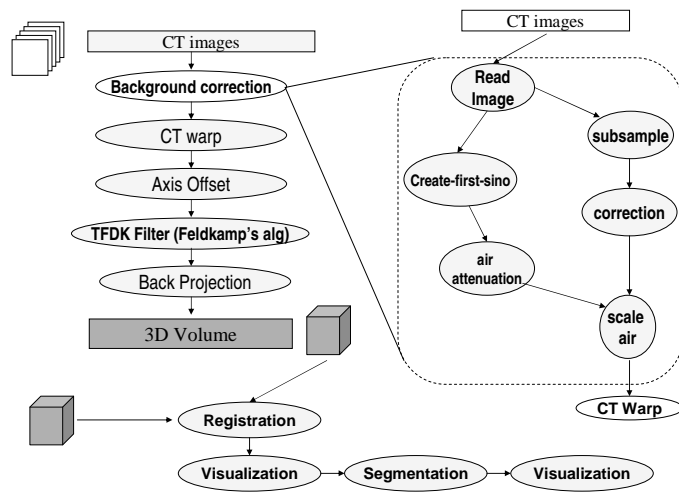 CT images
Background correction
CT warp
Axis Offset
TFDK Filter (Feldkamp's alg)
Back Projection
3D Volume
Registration
Visualization
Segmentation
Visualization
CT images
Read
Image
subsample
Create-first-sino
correction
air
attenuation
scale
air
CT Warp